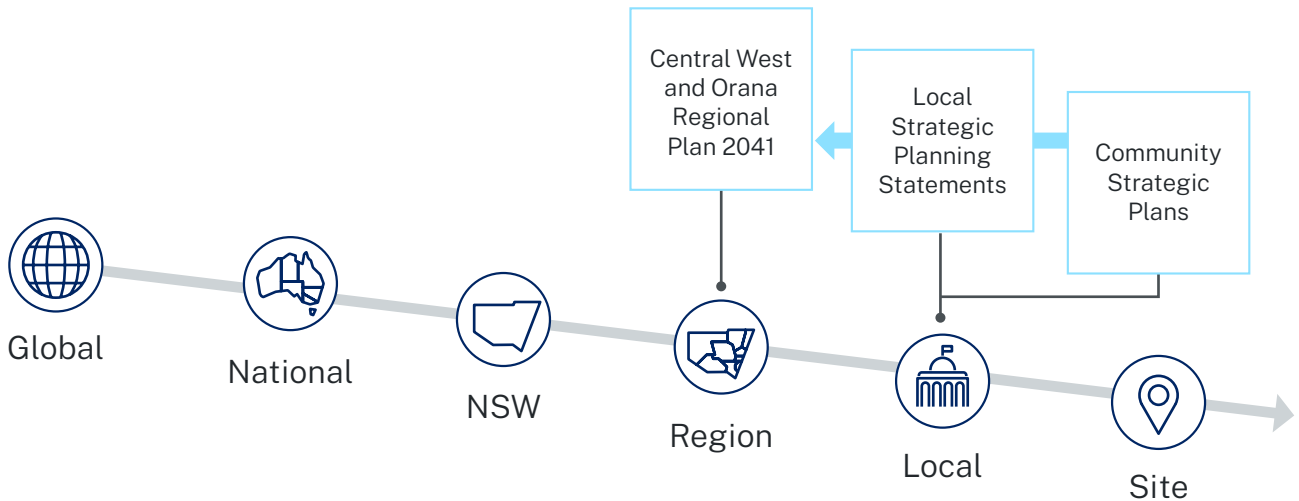 Central West
and Orana
Regional
Plan 2041
Local
Strategic
Planning
Statements
Community
Strategic
Plans
Global
National
NSW
Region
Local
Site